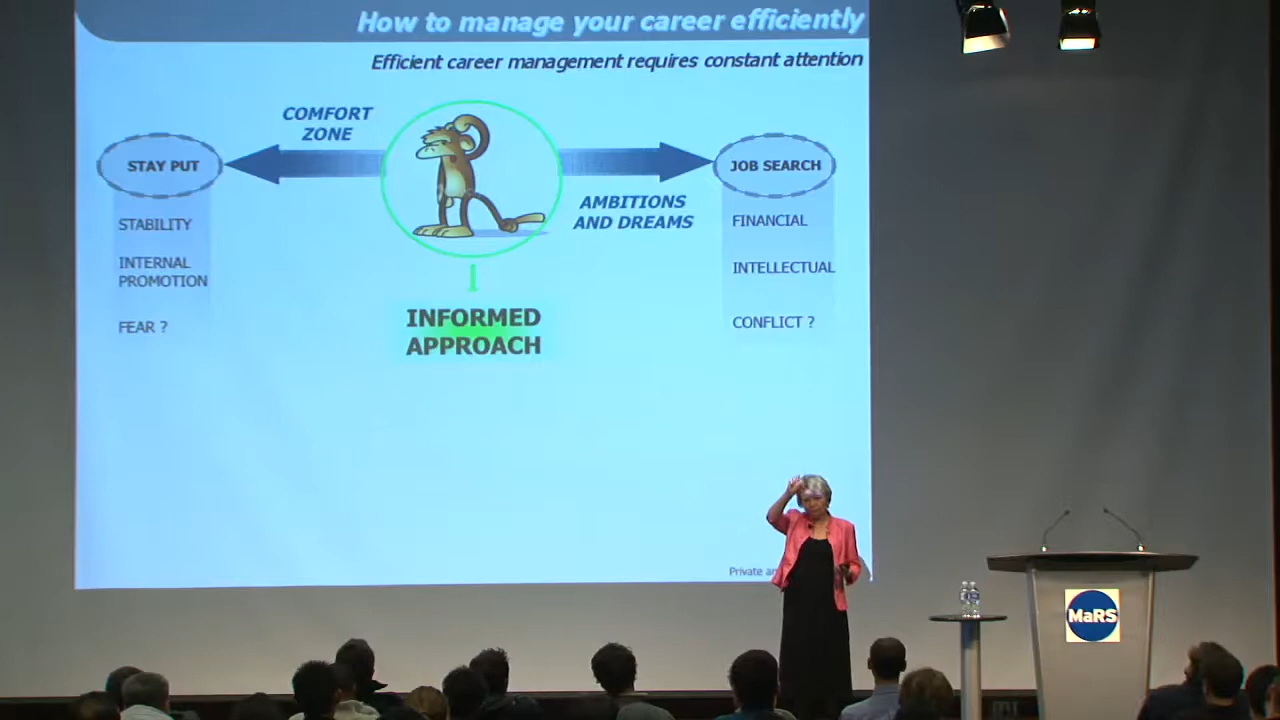 How to manage your career efficiently
Efficient career management requires constant attention
COMFORT
ZONE
STAY PUT
JOB SEARCH
AMBITIONS
AND DREAMS
STABILITY
FINANCIAL
INTERNAL
PROMOTION
INTELLECTUAL
INFORMED
APPROACH
FEAR ?
CONFLICT ?
Private
MaRS